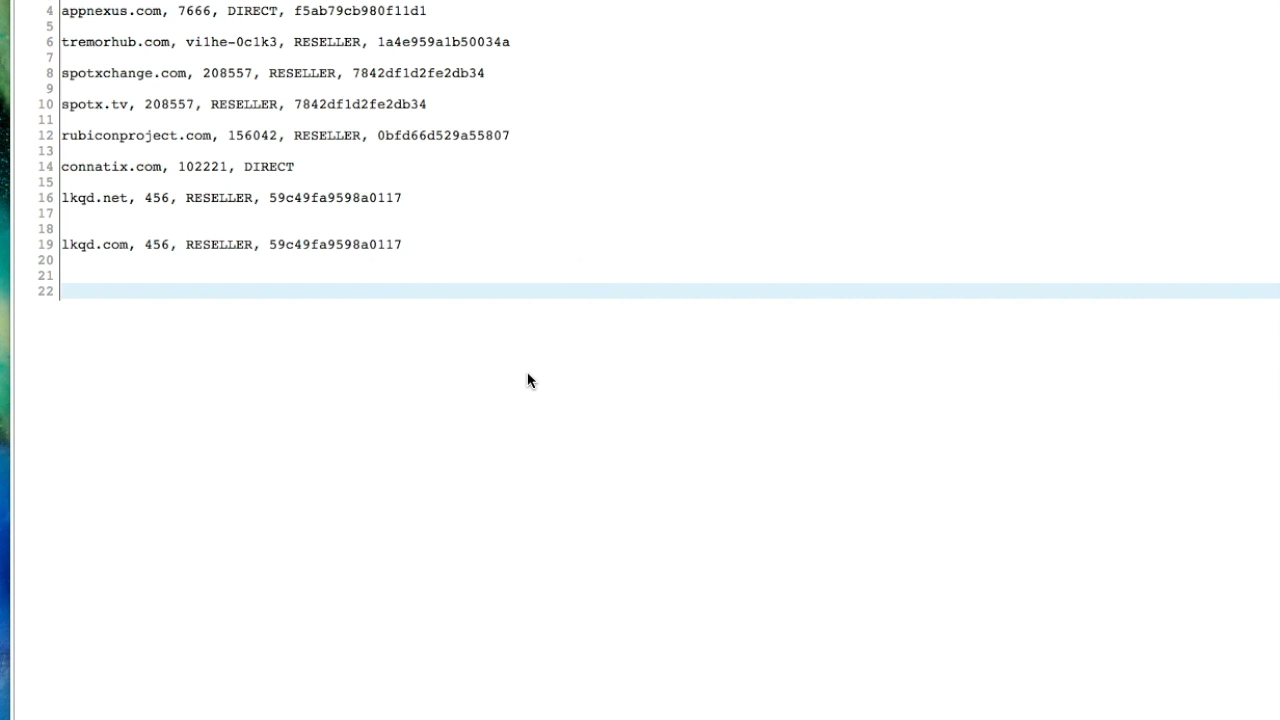 4 appnexus.com, 7666, DIRECT, f5ab79cb980f11d1
5
6 tremorhub.com, vi1he-0c1k3, RESELLER, 1a4e959a1b50034a
7
8 spotxchange.com, 208557, RESELLER, 7842df1d2fe2db34
9
10 spotx.tv, 208557, RESELLER, 7842df1d2fe2db34
11
12 rubiconproject.com, 156042, RESELLER, 0bfd66d529a55807
13
14 connatix.com, 102221, DIRECT
15
16 lkqd.net, 456, RESELLER, 59c49fa9598a0117
17
18
19 lkqd.com, 456, RESELLER, 59c49fa9598a0117
20
21
22